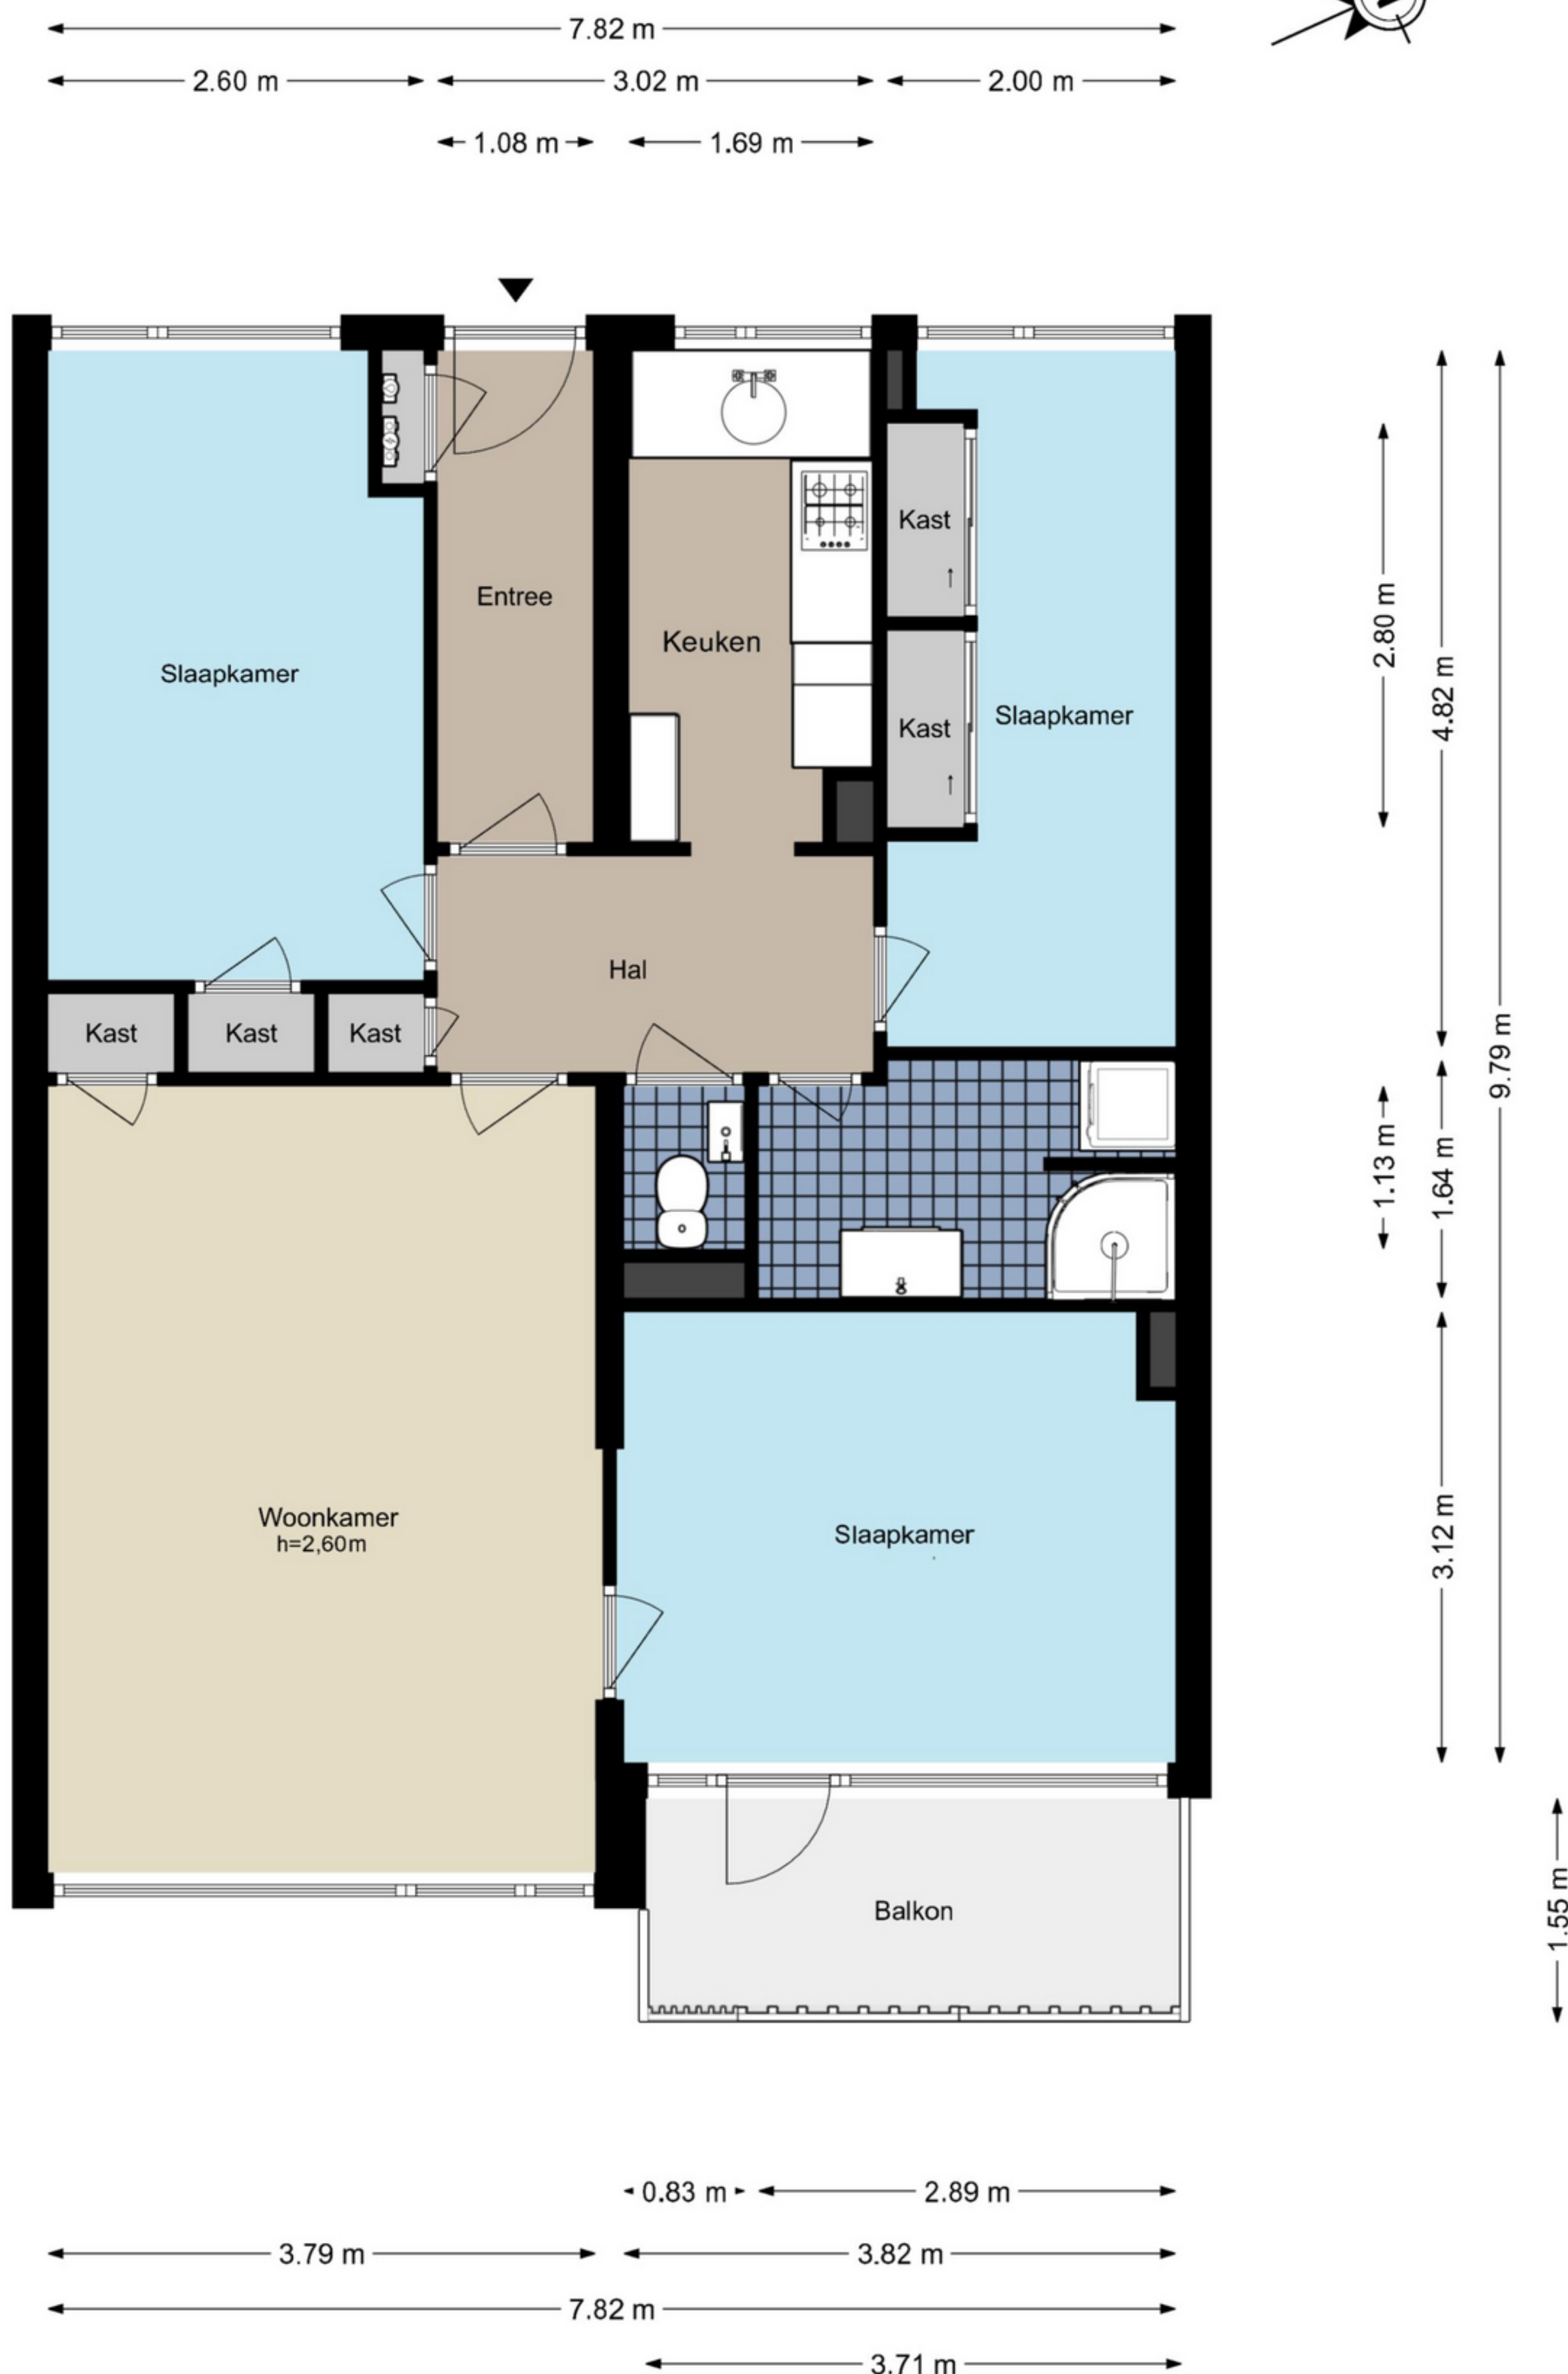 7.82 m
2.60 m
3.02 m
2.00 m
1.08 m
1.69 m
Kast
Entree
Keuken
2.80 m
Slaapkamer
4.82 m
Kast
Slaapkamer
Hal
Kast
Kast
Kast
9.79 m
1.13 m
1.64 m
Woonkamer
h=2,60m
Slaapkamer
3.12 m
Balkon
1.55 m
0.83 m
2.89 m
3.79 m
3.82 m
7.82 m
3.71 m